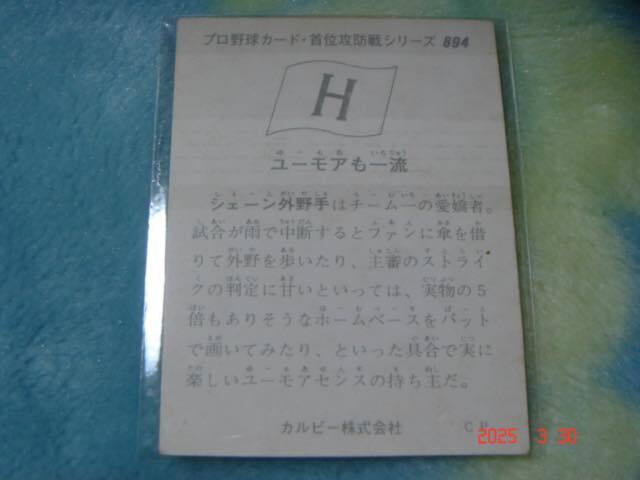 プロ野球カード・首位攻防戦シリーズ 894
H
ユーモアも一流
シェーン外野手はチーム一の愛嬌者。
試合が雨で中断するとファンに傘を借
りて外野を歩いたり、主審のストライ
クの判定に甘いといっては、実物の5
倍もありそうなホームベースをバット
で画いてみたり、といった具合で実に
楽しいユーモアセンスの持ち主だ。
カルビー株式会社
2025 3 30